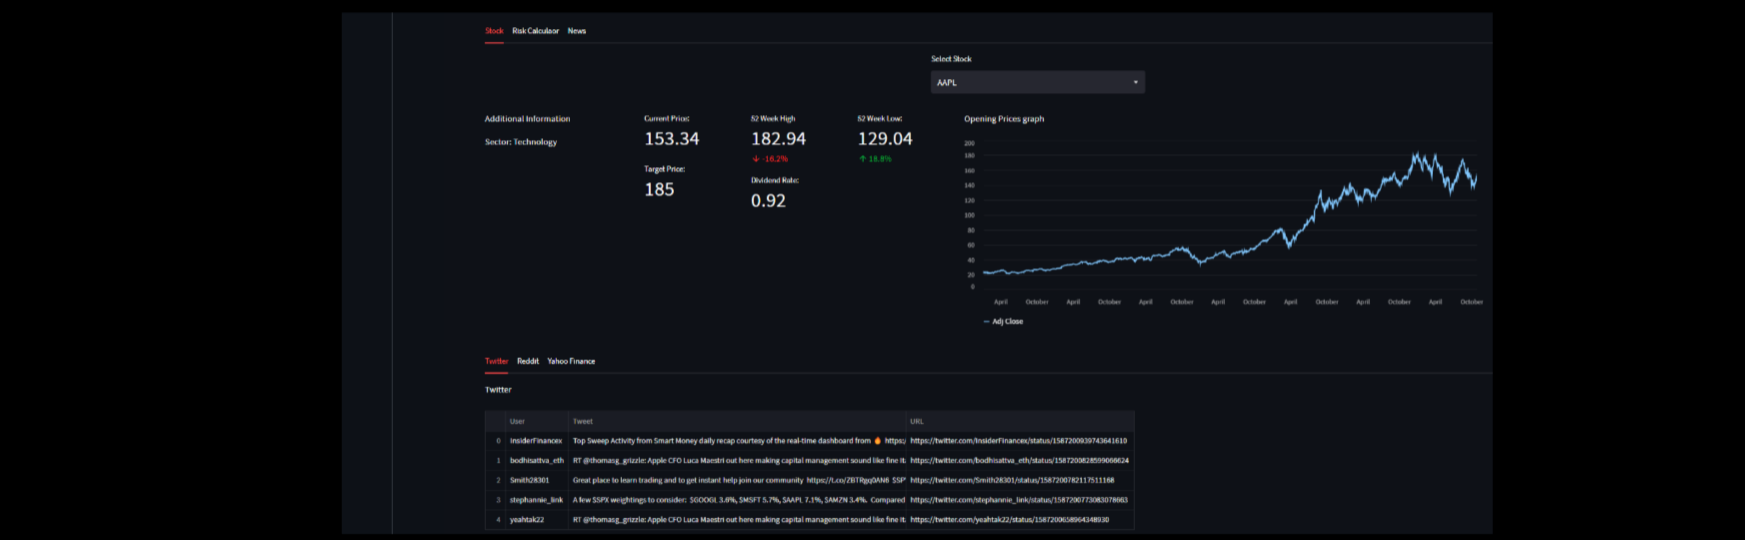 Stock Risk Calculaor News
Select Stock
AAPL
Additional Information
Sector: Technology
Current Price:
153.34
Target Price:
185
52 Week High
182.94
-16.2%
Dividend Rate:
0.92
52 Week Low:
129.04
18.8%
Opening Prices graph
200
180
160
140
120
100
80
60
40
20
0
April October April October April October April October April October April October April October
Adj Close
Twitter Reddit Yahoo Finance
Twitter
User Tweet URL
0 InsiderFinancex Top Sweep Activity from Smart Money daily recap courtesy of the real-time dashboard from 🔥 https:/ https://twitter.com/InsiderFinancex/status/1587200939743641610
1 bodhisattva_eth RT @thomasg_grizzle: Apple CFO Luca Maestri out here making capital management sound like fine it. https://twitter.com/bodhisattva_eth/status/1587200828599066624
2 Smith28301 Great place to learn trading and to get instant help join our community https://t.co/ZBTRgq0AN6 $SP https://twitter.com/Smith28301/status/1587200782117511168
3 stephannie_link A few $SPX weightings to consider: $GOOGL 3.6%, $MSFT 5.7%, $AAPL 7.1%, $AMZN 3.4%. Compared https://twitter.com/stephannie_link/status/1587200773083078663
4 yeahtak22 RT @thomasg_grizzle: Apple CFO Luca Maestri out here making capital management sound like fine it. https://twitter.com/yeahtak22/status/1587200658964348930